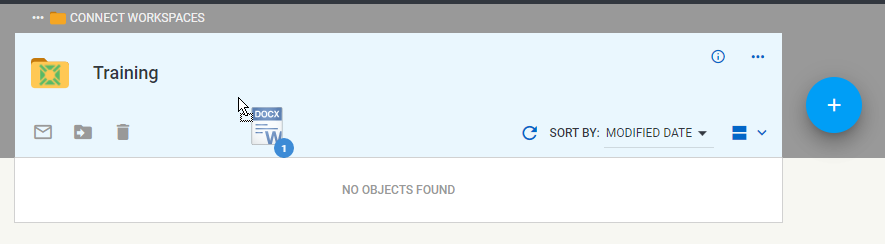 CONNECT WORKSPACES
Training
DOCX
W
1
SORT BY: MODIFIED DATE
NO OBJECTS FOUND